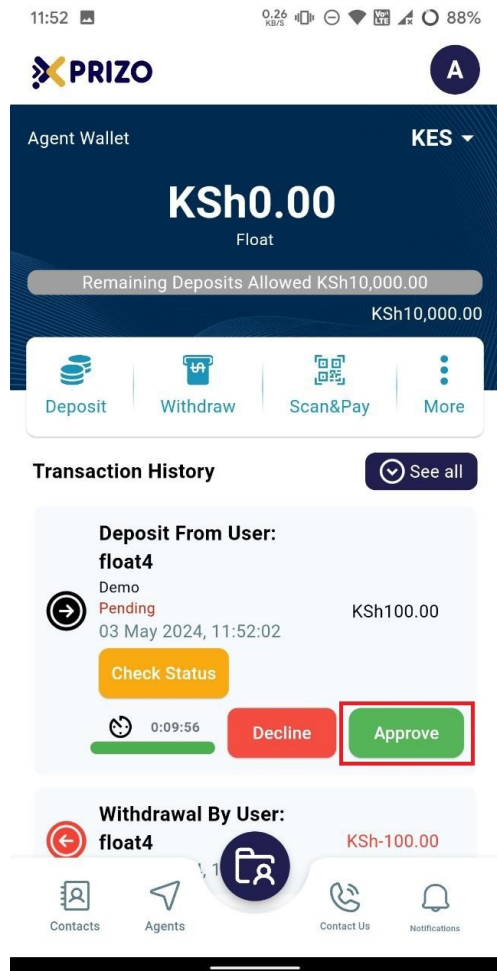 11:52 0.26 KB/S Vo)) LTE 88%
PRIZO A
Agent Wallet KES
KSh0.00
Float
Remaining Deposits Allowed KSh10,000.00
KSh10,000.00
Deposit Withdraw Scan&Pay More
Transaction History See all
Deposit From User:
float4
Demo
Pending KSh100.00
03 May 2024, 11:52:02
Check Status
0:09:56 Decline Approve
Withdrawal By User:
float4 KSh-100.00
Contacts Agents Contact Us Notifications